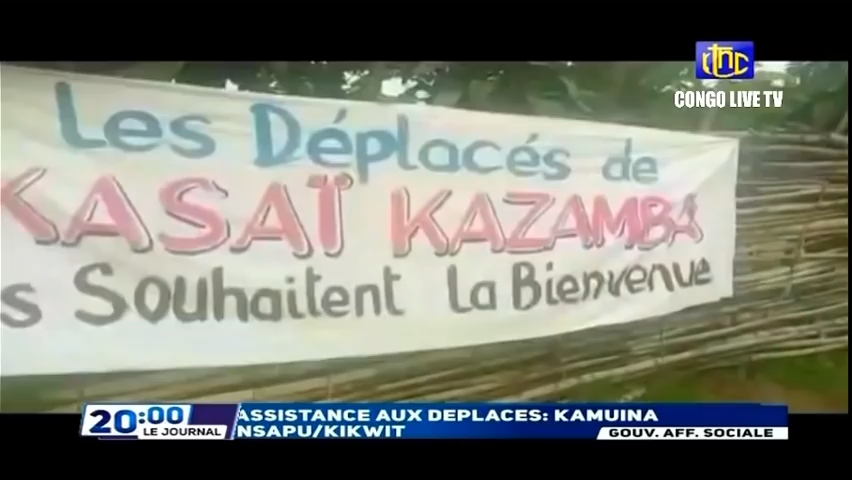 rtnc
CONGO LIVE TV
Les Déplacés de
KASAÏ KAZAMBA
s Souhaitent la Bienvenue
20:00
LE JOURNAL
ASSISTANCE AUX DEPLACES: KAMUINA
NSAPU/KIKWIT
GOUV. AFF. SOCIALE